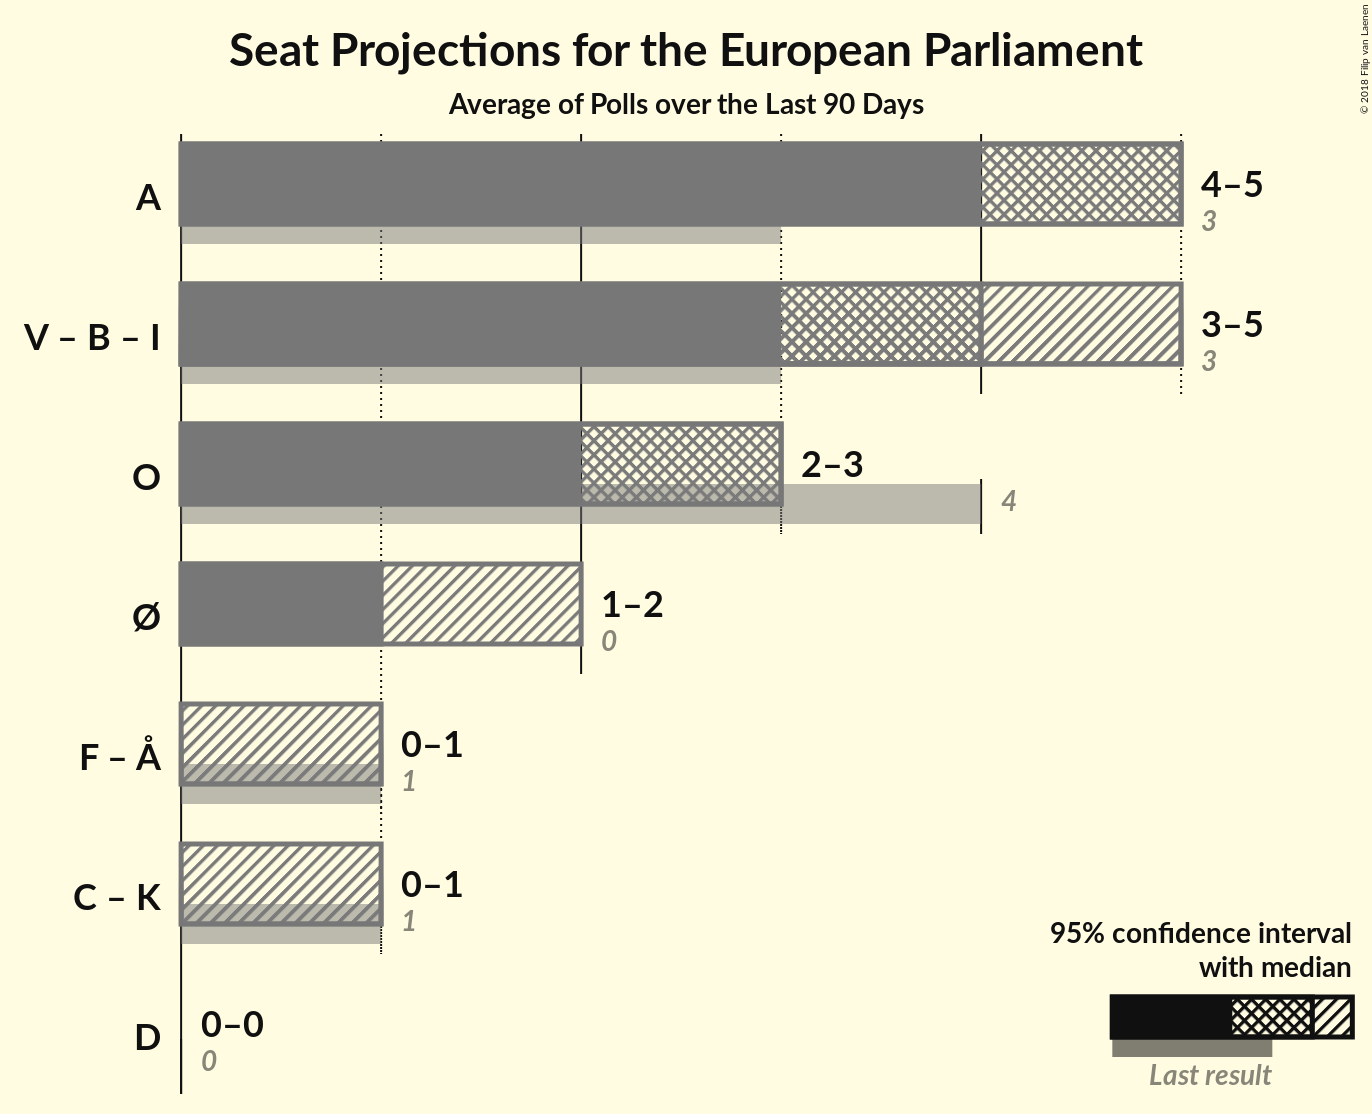 Seat Projections for the European Parliament
Average of Polls over the Last 90 Days
© 2018 Filip van Laenen
A
4–5
3
V – B – I
3–5
3
O
2–3
4
Ø
1–2
0
F – Å
0–1
1
C – K
0–1
1
D
0–0
0
95% confidence interval
with median
Last result